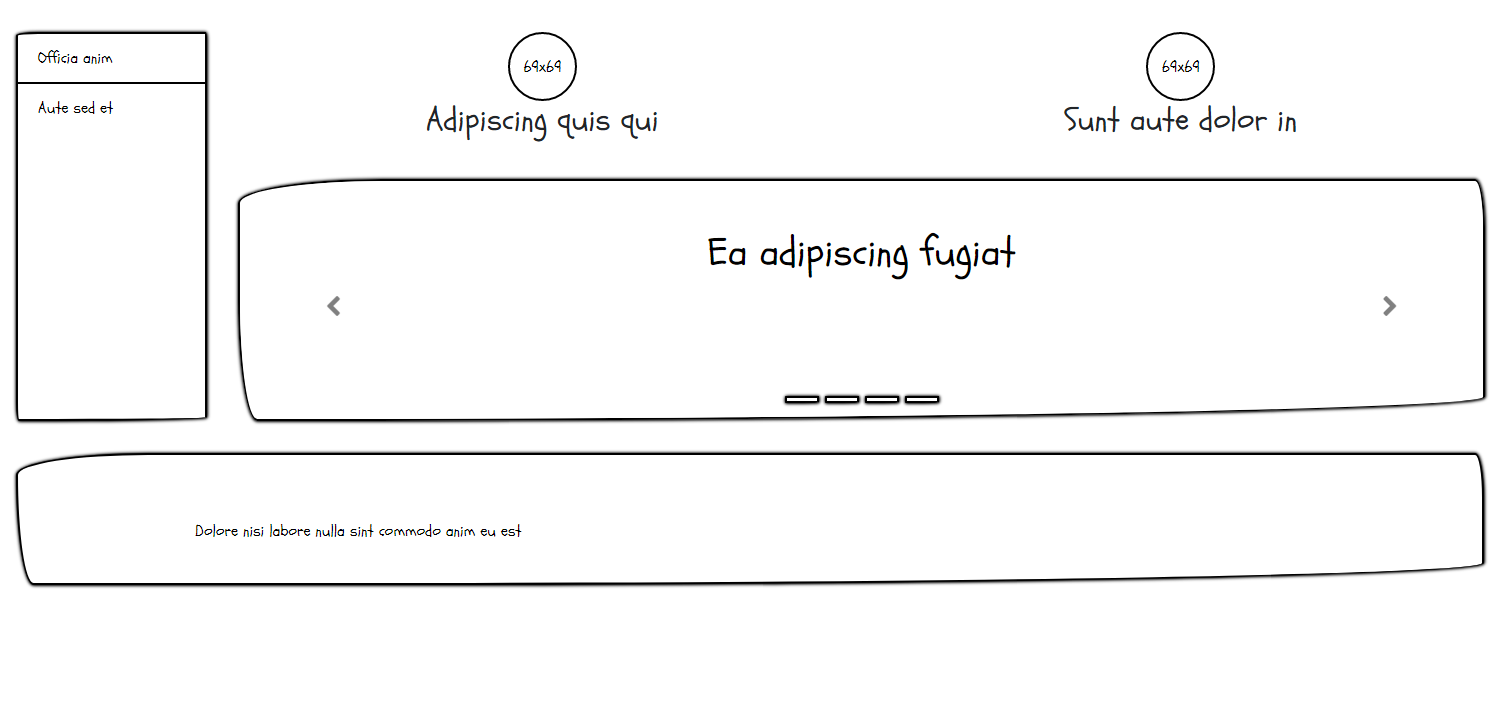 Officia anim
Aute sed et
69x69
Adipiscing quis qui
69x69
Sunt aute dolor in
Ea adipiscing fugiat
Dolore nisi labore nulla sint commodo anim eu est